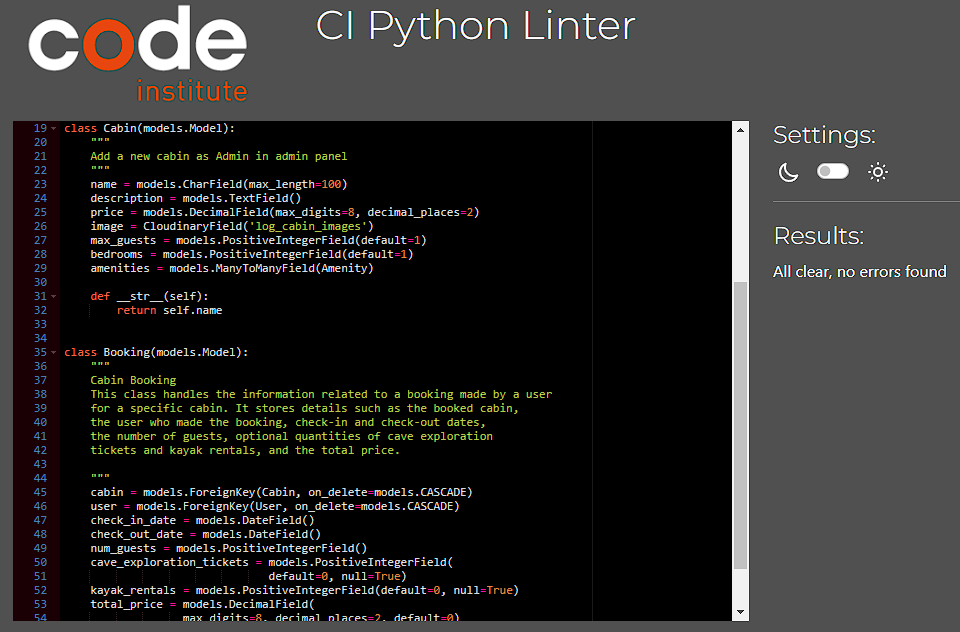 code
institute
CI Python Linter
19 class Cabin(models.Model):
20     """
21     Add a new cabin as Admin in admin panel
22     """
23     name = models.CharField(max_length=100)
24     description = models.TextField()
25     price = models.DecimalField(max_digits=8, decimal_places=2)
26     image = CloudinaryField('log_cabin_images')
27     max_guests = models.PositiveIntegerField(default=1)
28     bedrooms = models.PositiveIntegerField(default=1)
29     amenities = models.ManyToManyField(Amenity)
30
31     def __str__(self):
32         return self.name
33
34
35 class Booking(models.Model):
36     """
37     Cabin Booking
38     This class handles the information related to a booking made by a user
39     for a specific cabin. It stores details such as the booked cabin,
40     the user who made the booking, check-in and check-out dates,
41     the number of guests, optional quantities of cave exploration
42     tickets and kayak rentals, and the total price.
43
44     """
45     cabin = models.ForeignKey(Cabin, on_delete=models.CASCADE)
46     user = models.ForeignKey(User, on_delete=models.CASCADE)
47     check_in_date = models.DateField()
48     check_out_date = models.DateField()
49     num_guests = models.PositiveIntegerField()
50     cave_exploration_tickets = models.PositiveIntegerField(
51                                default=0, null=True)
52     kayak_rentals = models.PositiveIntegerField(default=0, null=True)
53     total_price = models.DecimalField(
54                   max_digits=8, decimal_places=2, default=0)
Settings:
Results:
All clear, no errors found